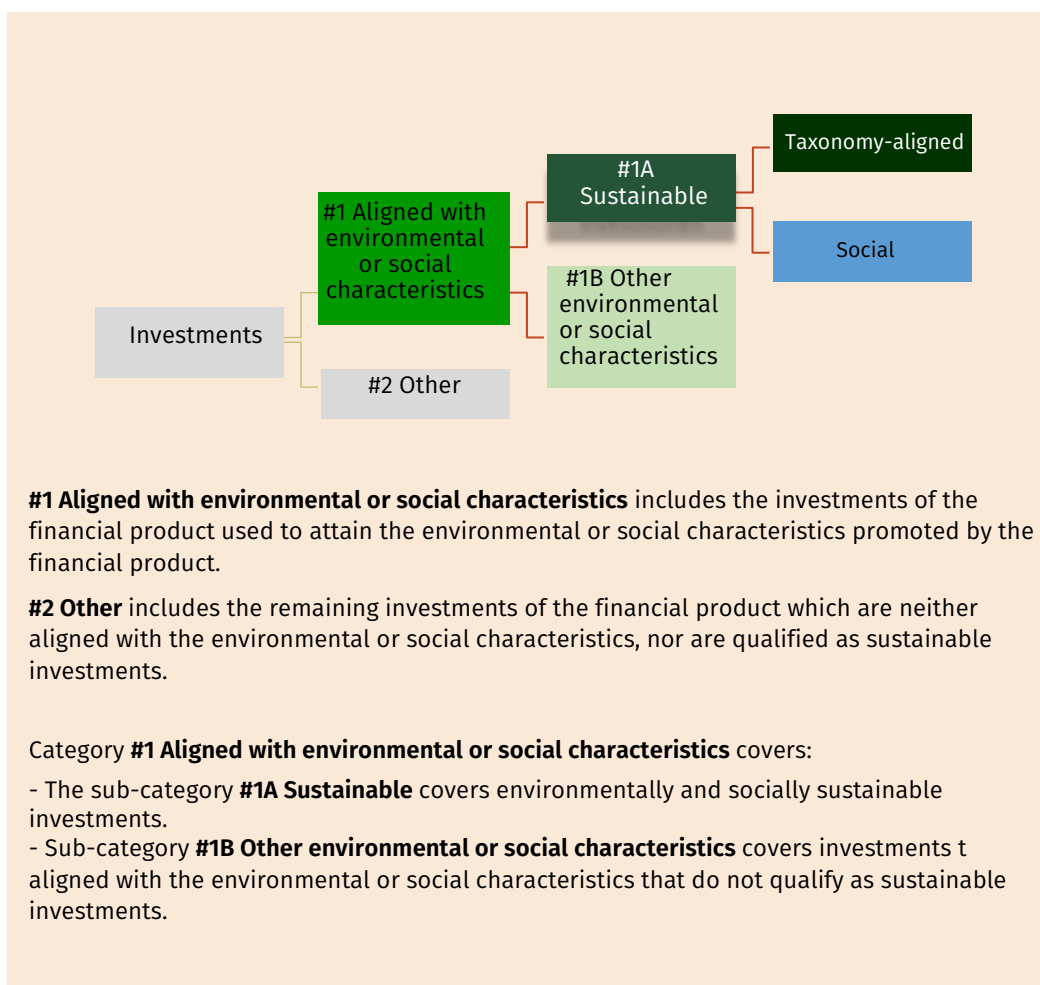 Taxonomy-aligned
#1A
Sustainable
#1 Aligned with
environmental
or social
characteristics
Social
#1B Other
environmental
or social
characteristics
Investments
#2 Other
#1 Aligned with environmental or social characteristics includes the investments of the
financial product used to attain the environmental or social characteristics promoted by the
financial product.
#2 Other includes the remaining investments of the financial product which are neither
aligned with the environmental or social characteristics, nor are qualified as sustainable
investments.
Category #1 Aligned with environmental or social characteristics covers:
- The sub-category #1A Sustainable covers environmentally and socially sustainable
investments.
- Sub-category #1B Other environmental or social characteristics covers investments t
aligned with the environmental or social characteristics that do not qualify as sustainable
investments.